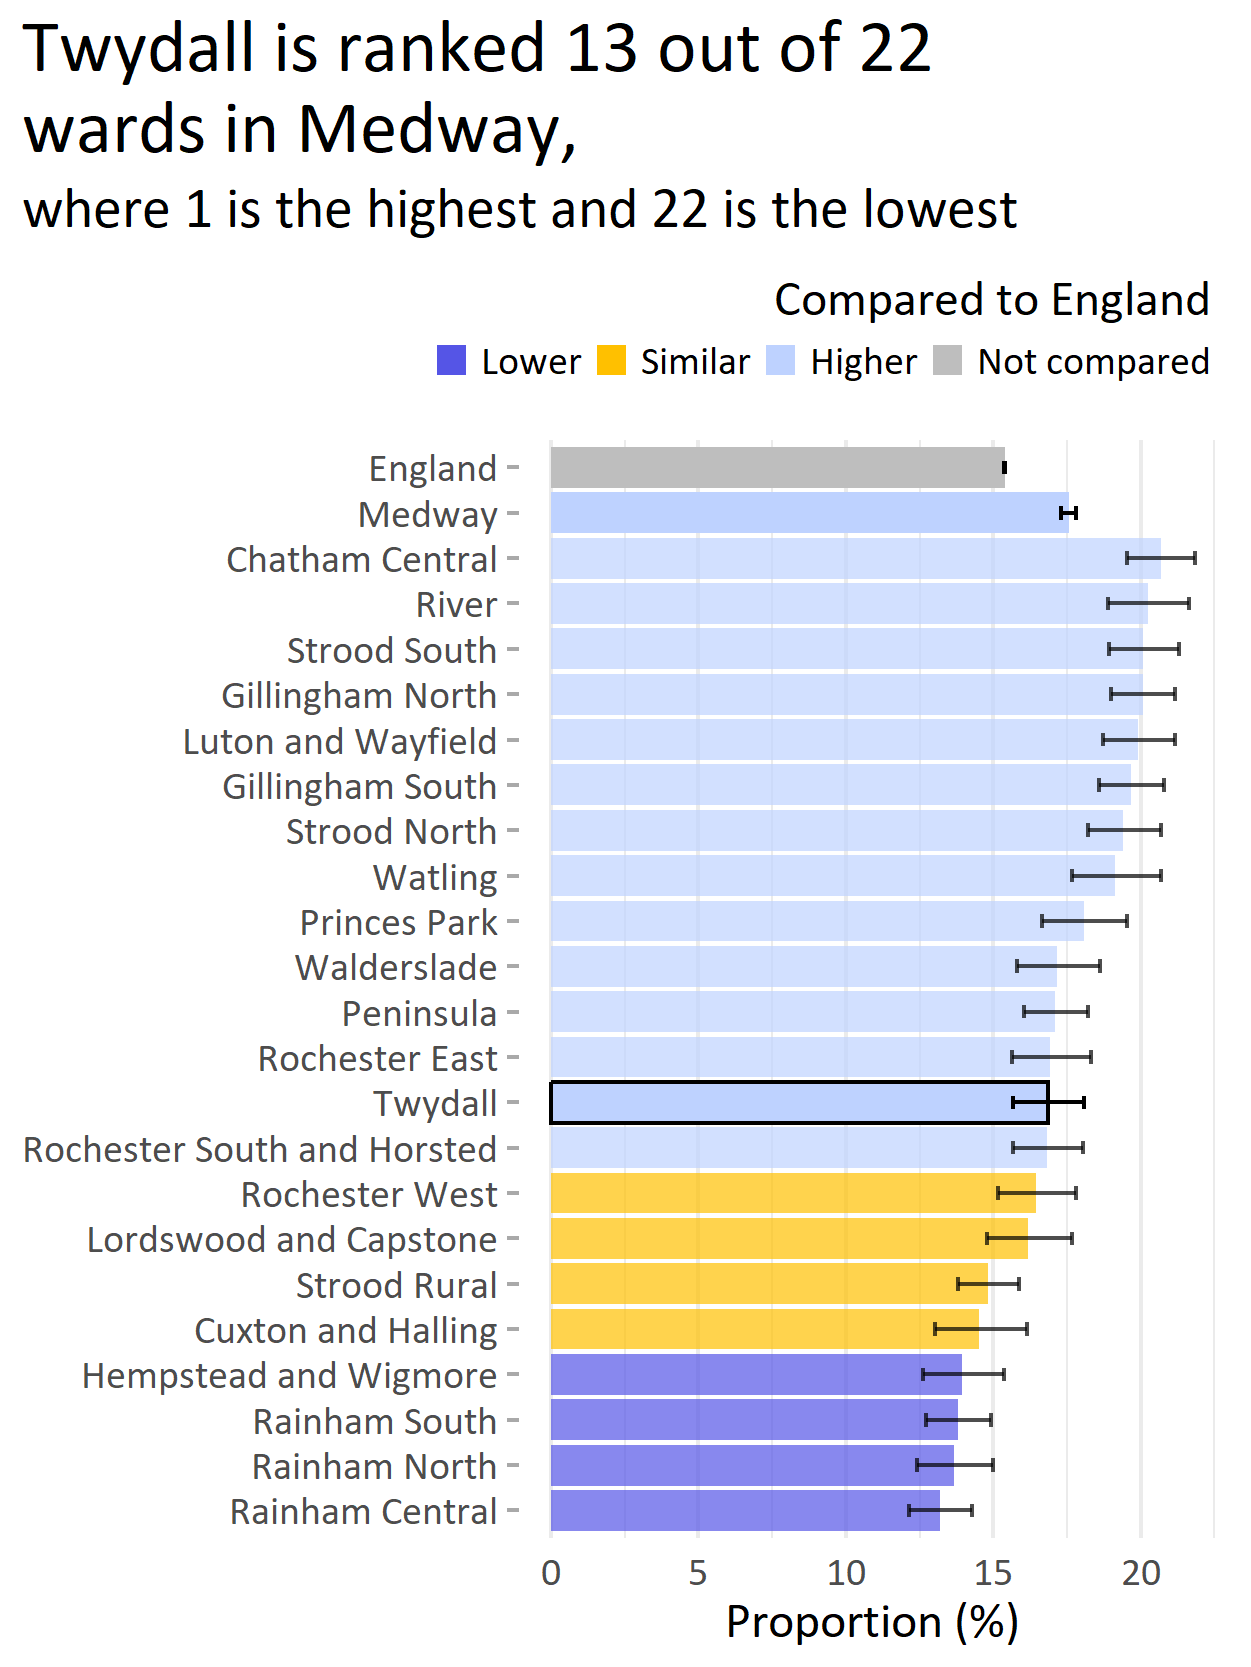 Twydall is ranked 13 out of 22
wards in Medway,
where 1 is the highest and 22 is the lowest
Compared to England
Lower Similar Higher Not compared
England
Medway
Chatham Central
River
Strood South
Gillingham North
Luton and Wayfield
Gillingham South
Strood North
Watling
Princes Park
Walderslade
Peninsula
Rochester East
Twydall
Rochester South and Horsted
Rochester West
Lordswood and Capstone
Strood Rural
Cuxton and Halling
Hempstead and Wigmore
Rainham South
Rainham North
Rainham Central
0 5 10 15 20
Proportion (%)